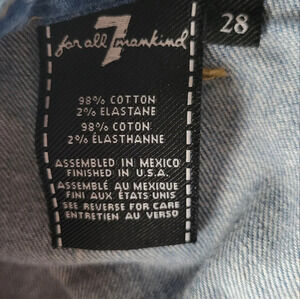 7
for all mankind
28
98% COTTON
2% ELASTANE
98% COTON
2% ÉLASTHANNE
ASSEMBLED IN MEXICO
FINISHED IN U.S.A.
ASSEMBLÉ AU MEXIQUE
FINI AUX ÉTATS-UNIS
SEE REVERSE FOR CARE
ENTRETIEN AU VERSO